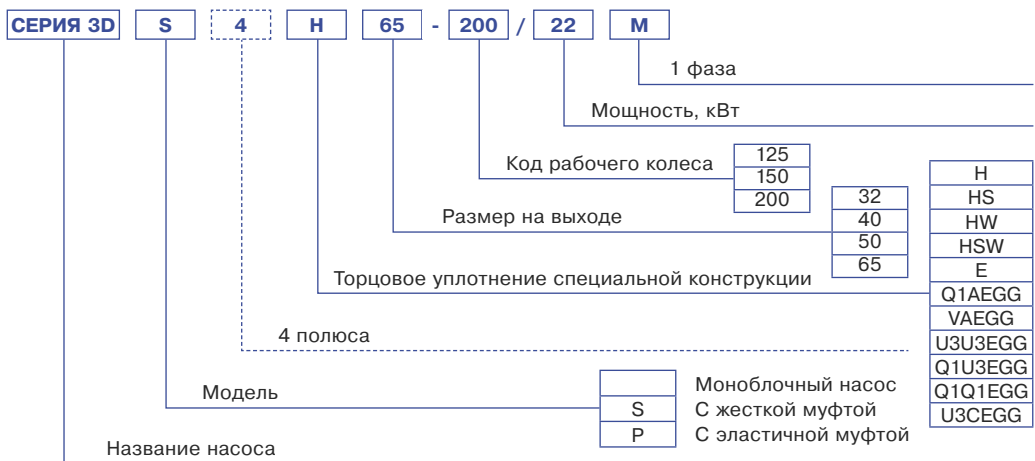 СЕРИЯ 3D S 4 H 65 - 200 / 22 M
1 фаза
Мощность, кВт
Код рабочего колеса
125
150
200
Размер на выходе
32
40
50
65
Торцовое уплотнение специальной конструкции
H
HS
HW
HSW
E
Q1AEGG
VAEGG
U3U3EGG
Q1U3EGG
Q1Q1EGG
U3CEGG
4 полюса
Модель
Моноблочный насос
S С жесткой муфтой
P С эластичной муфтой
Название насоса